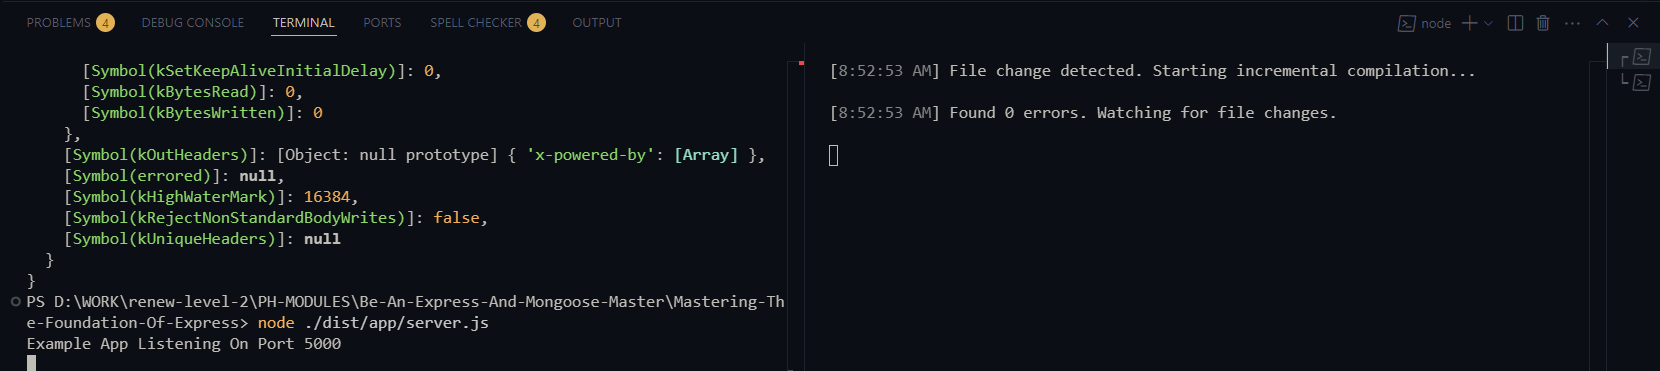 PROBLEMS 4 DEBUG CONSOLE TERMINAL PORTS SPELL CHECKER 4 OUTPUT node
[Symbol(kSetKeepAliveInitialDelay)]: 0,
[Symbol(kBytesRead)]: 0,
[Symbol(kBytesWritten)]: 0
},
[Symbol(kOutHeaders)]: [Object: null prototype] { 'x-powered-by': [Array] },
[Symbol(errored)]: null,
[Symbol(kHighWaterMark)]: 16384,
[Symbol(kRejectNonStandardBodyWrites)]: false,
[Symbol(kUniqueHeaders)]: null
}
}
PS D:\WORK\renew-level-2\PH-MODULES\Be-An-Express-And-Mongoose-Master\Mastering-Th
e-Foundation-Of-Express> node ./dist/app/server.js
Example App Listening On Port 5000
[8:52:53 AM] File change detected. Starting incremental compilation...
[8:52:53 AM] Found 0 errors. Watching for file changes.